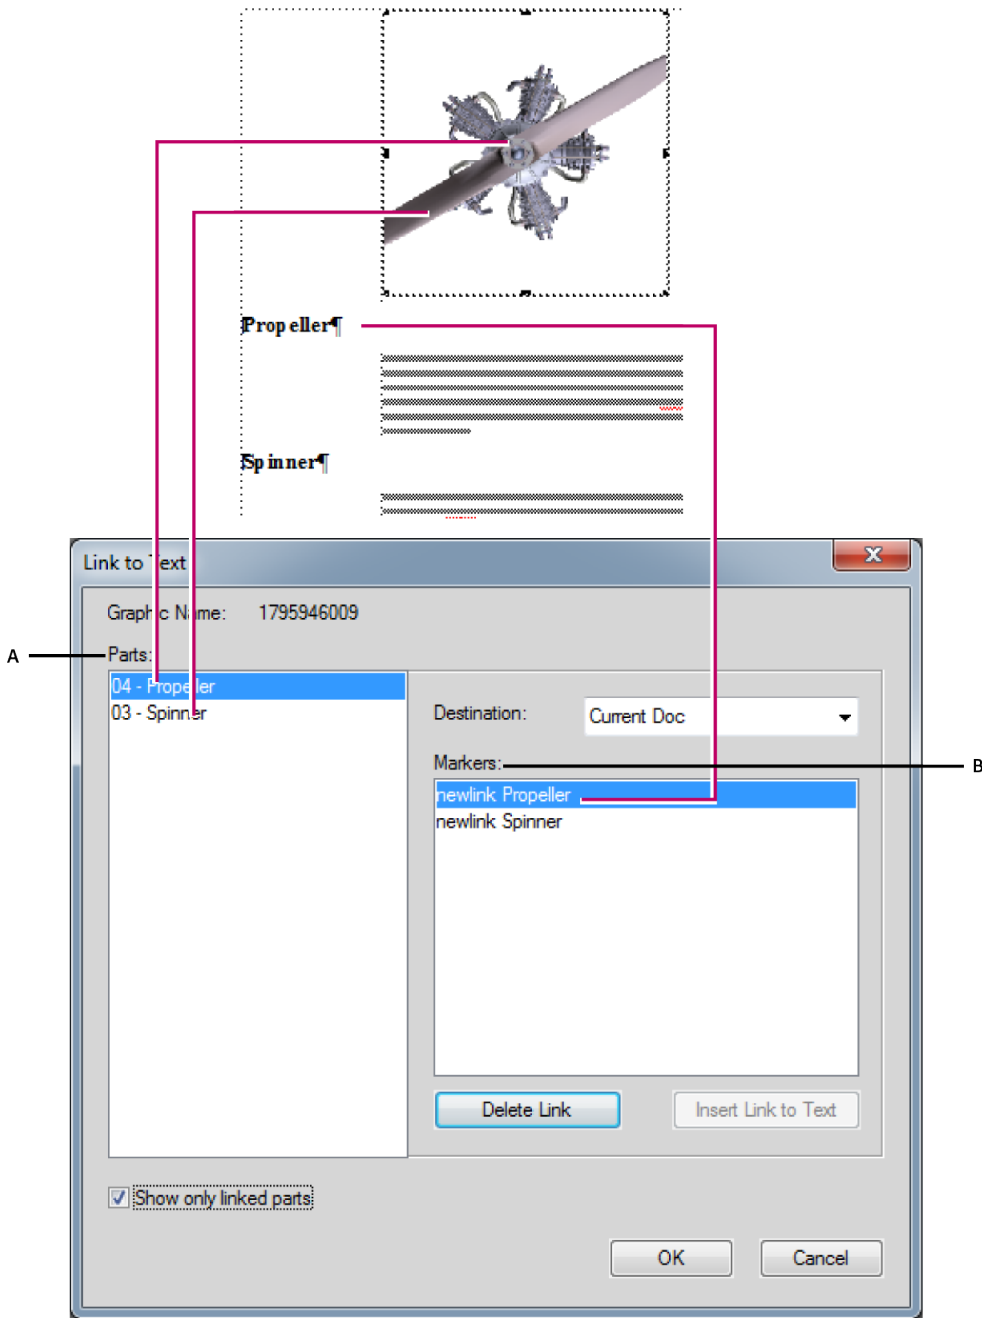 Propeller¶
Spinner¶
Link to Text
Graphic Name: 1795946009
A
Parts:
04 - Propeller
03 - Spinner
Destination: Current Doc
Markers:
B
newlink Propeller
newlink Spinner
Delete Link
Insert Link to Text
Show only linked parts
OK
Cancel